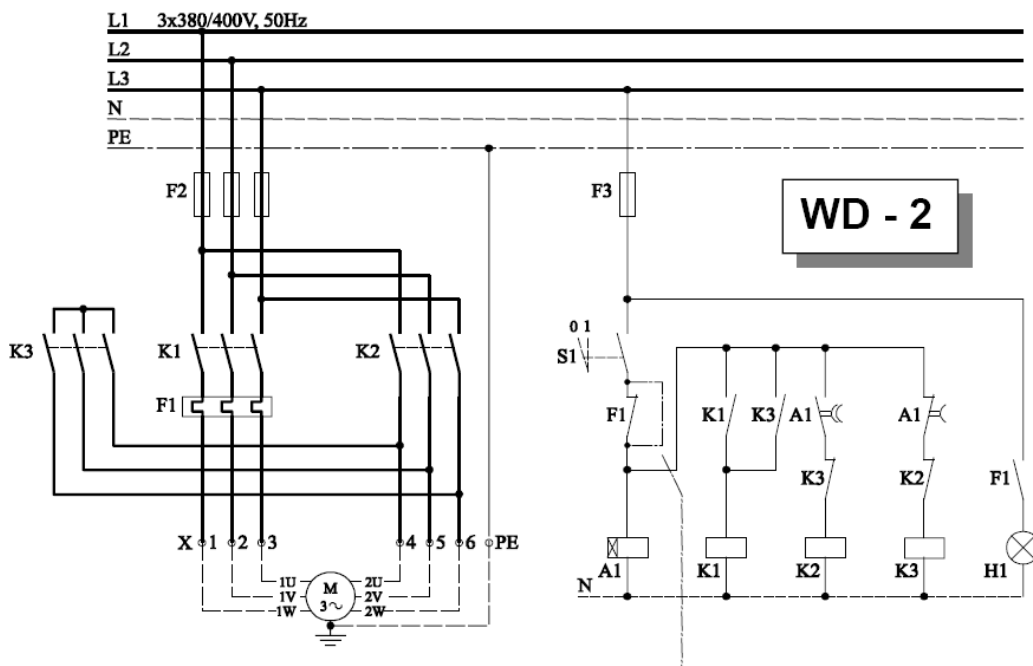 L1 3x380/400V, 50Hz
L2
L3
N
PE
F2
F3
WD - 2
K3
K1
K2
0 1
S1
F1
F1
K1
K3
A1
A1
K3
K2
F1
X 1 2 3 4 5 6 PE
A1
K1
K2
K3
H1
1U
M
2U
1V
3~
2V
1W
2W
N